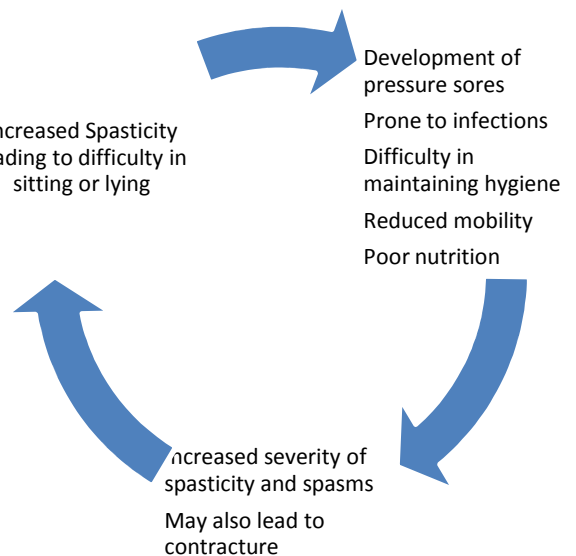 ncreased Spasticity
ading to difficulty in
sitting or lying
Development of
pressure sores
Prone to infections
Difficulty in
maintaining hygiene
Reduced mobility
Poor nutrition
ncreased severity of
spasticity and spasms
May also lead to
contracture